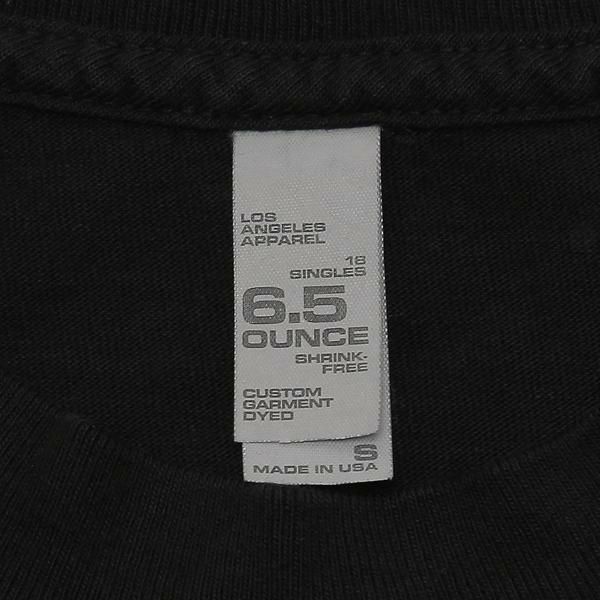 LOS
ANGELES
APPAREL
18
SINGLES
6.5
OUNCE
SHRINK-
FREE
CUSTOM
GARMENT
DYED
S
MADE IN USA